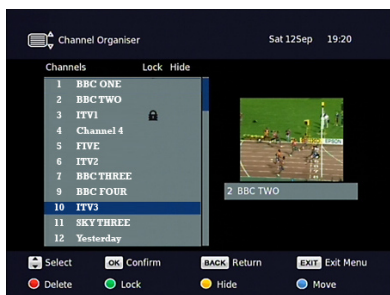 Channel Organiser
Sat 12Sep 19:20
Channels Lock Hide
1 BBC ONE
2 BBC TWO
3 ITV1
4 Channel 4
5 FIVE
6 ITV2
7 BBC THREE
9 BBC FOUR
10 ITV3
11 SKY THREE
12 Yesterday
EPSON
2 BBC TWO
Select OK Confirm BACK Return EXIT Exit Menu
Delete Lock Hide Move